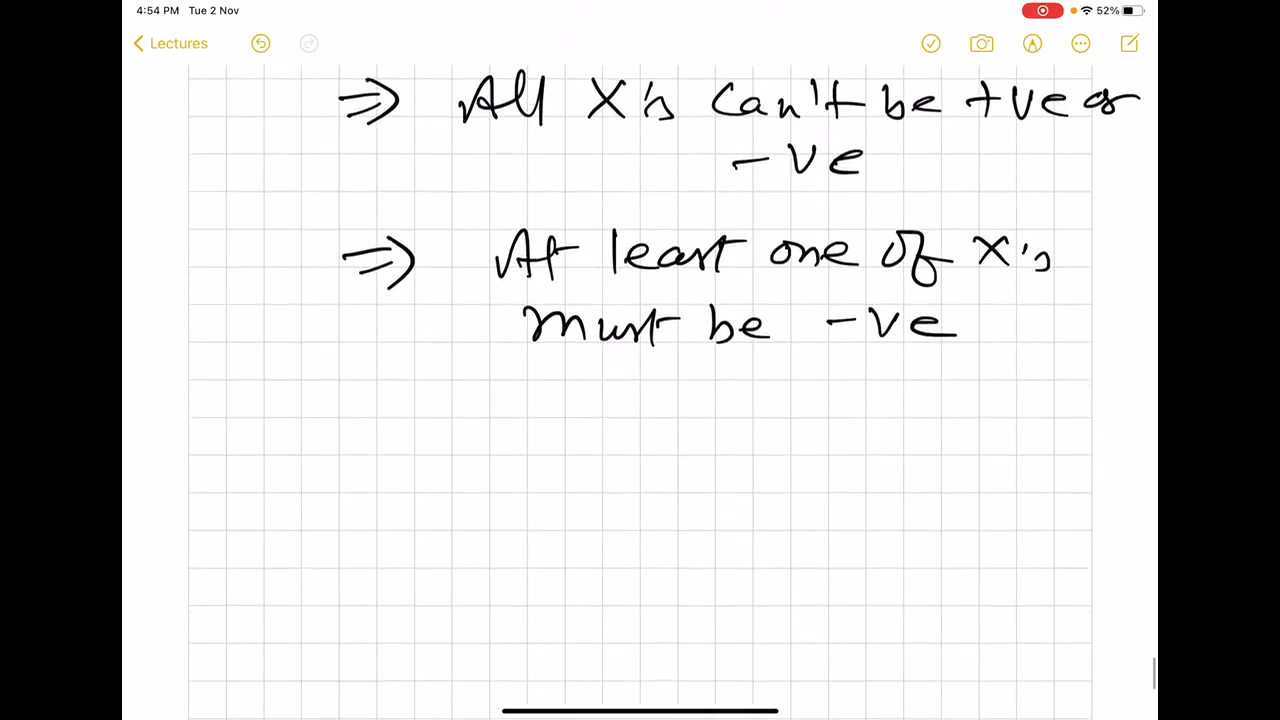 4:54 PM Tue 2 Nov
52%
Lectures
⇒ All X's can't be +ve or
-ve
⇒ At least one of X's
must be -ve